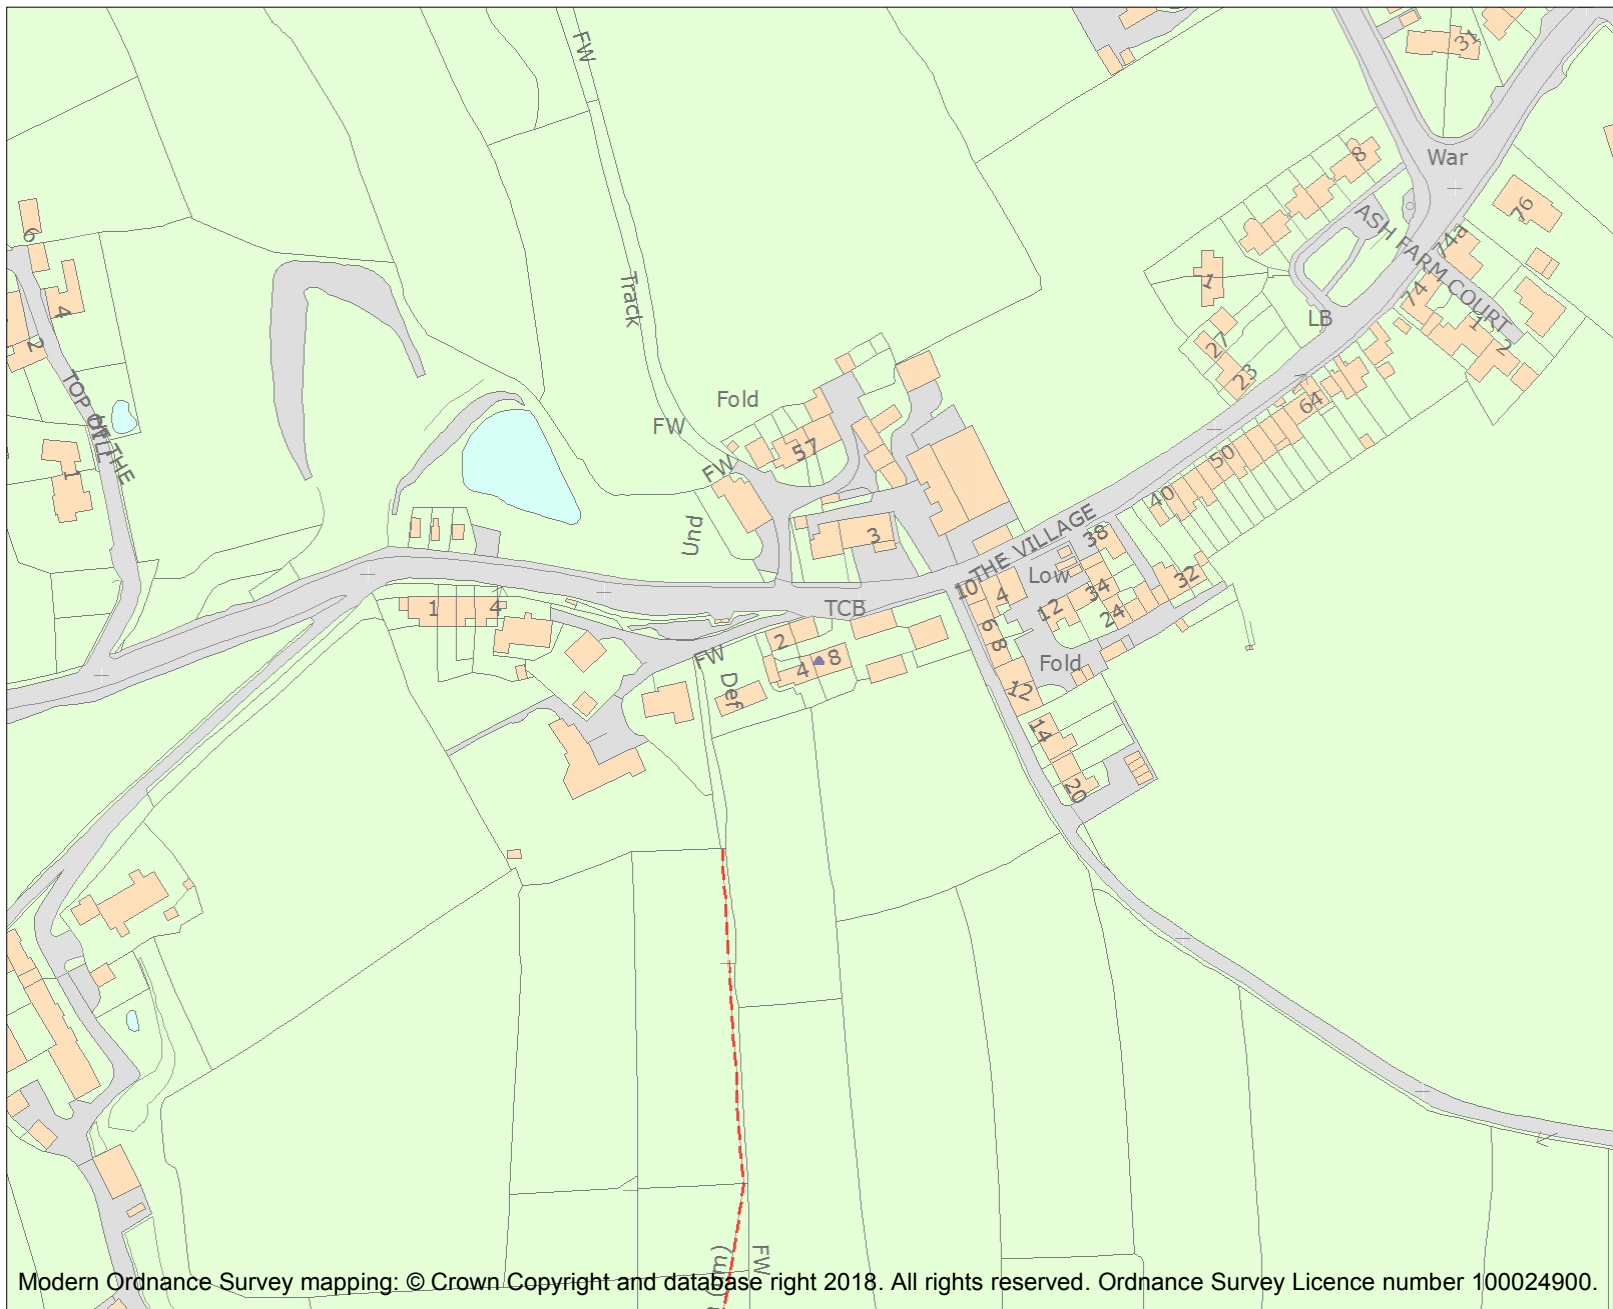 FW
31
War
8
76
ASH FARM COURT
74a
74
1
2
1
LB
27
23
64
50
40
6
4
2
TOP OF THE
HILL
1
Track
Fold
FW
FW
57
Und
3
THE VILLAGE
38
Low
10
4
34
32
12
24
6
8
Fold
12
14
20
TCB
1
4
2
FW
4
8
Def
FW
(um)
Modern Ordnance Survey mapping: © Crown Copyright and database right 2018. All rights reserved. Ordnance Survey Licence number 100024900.